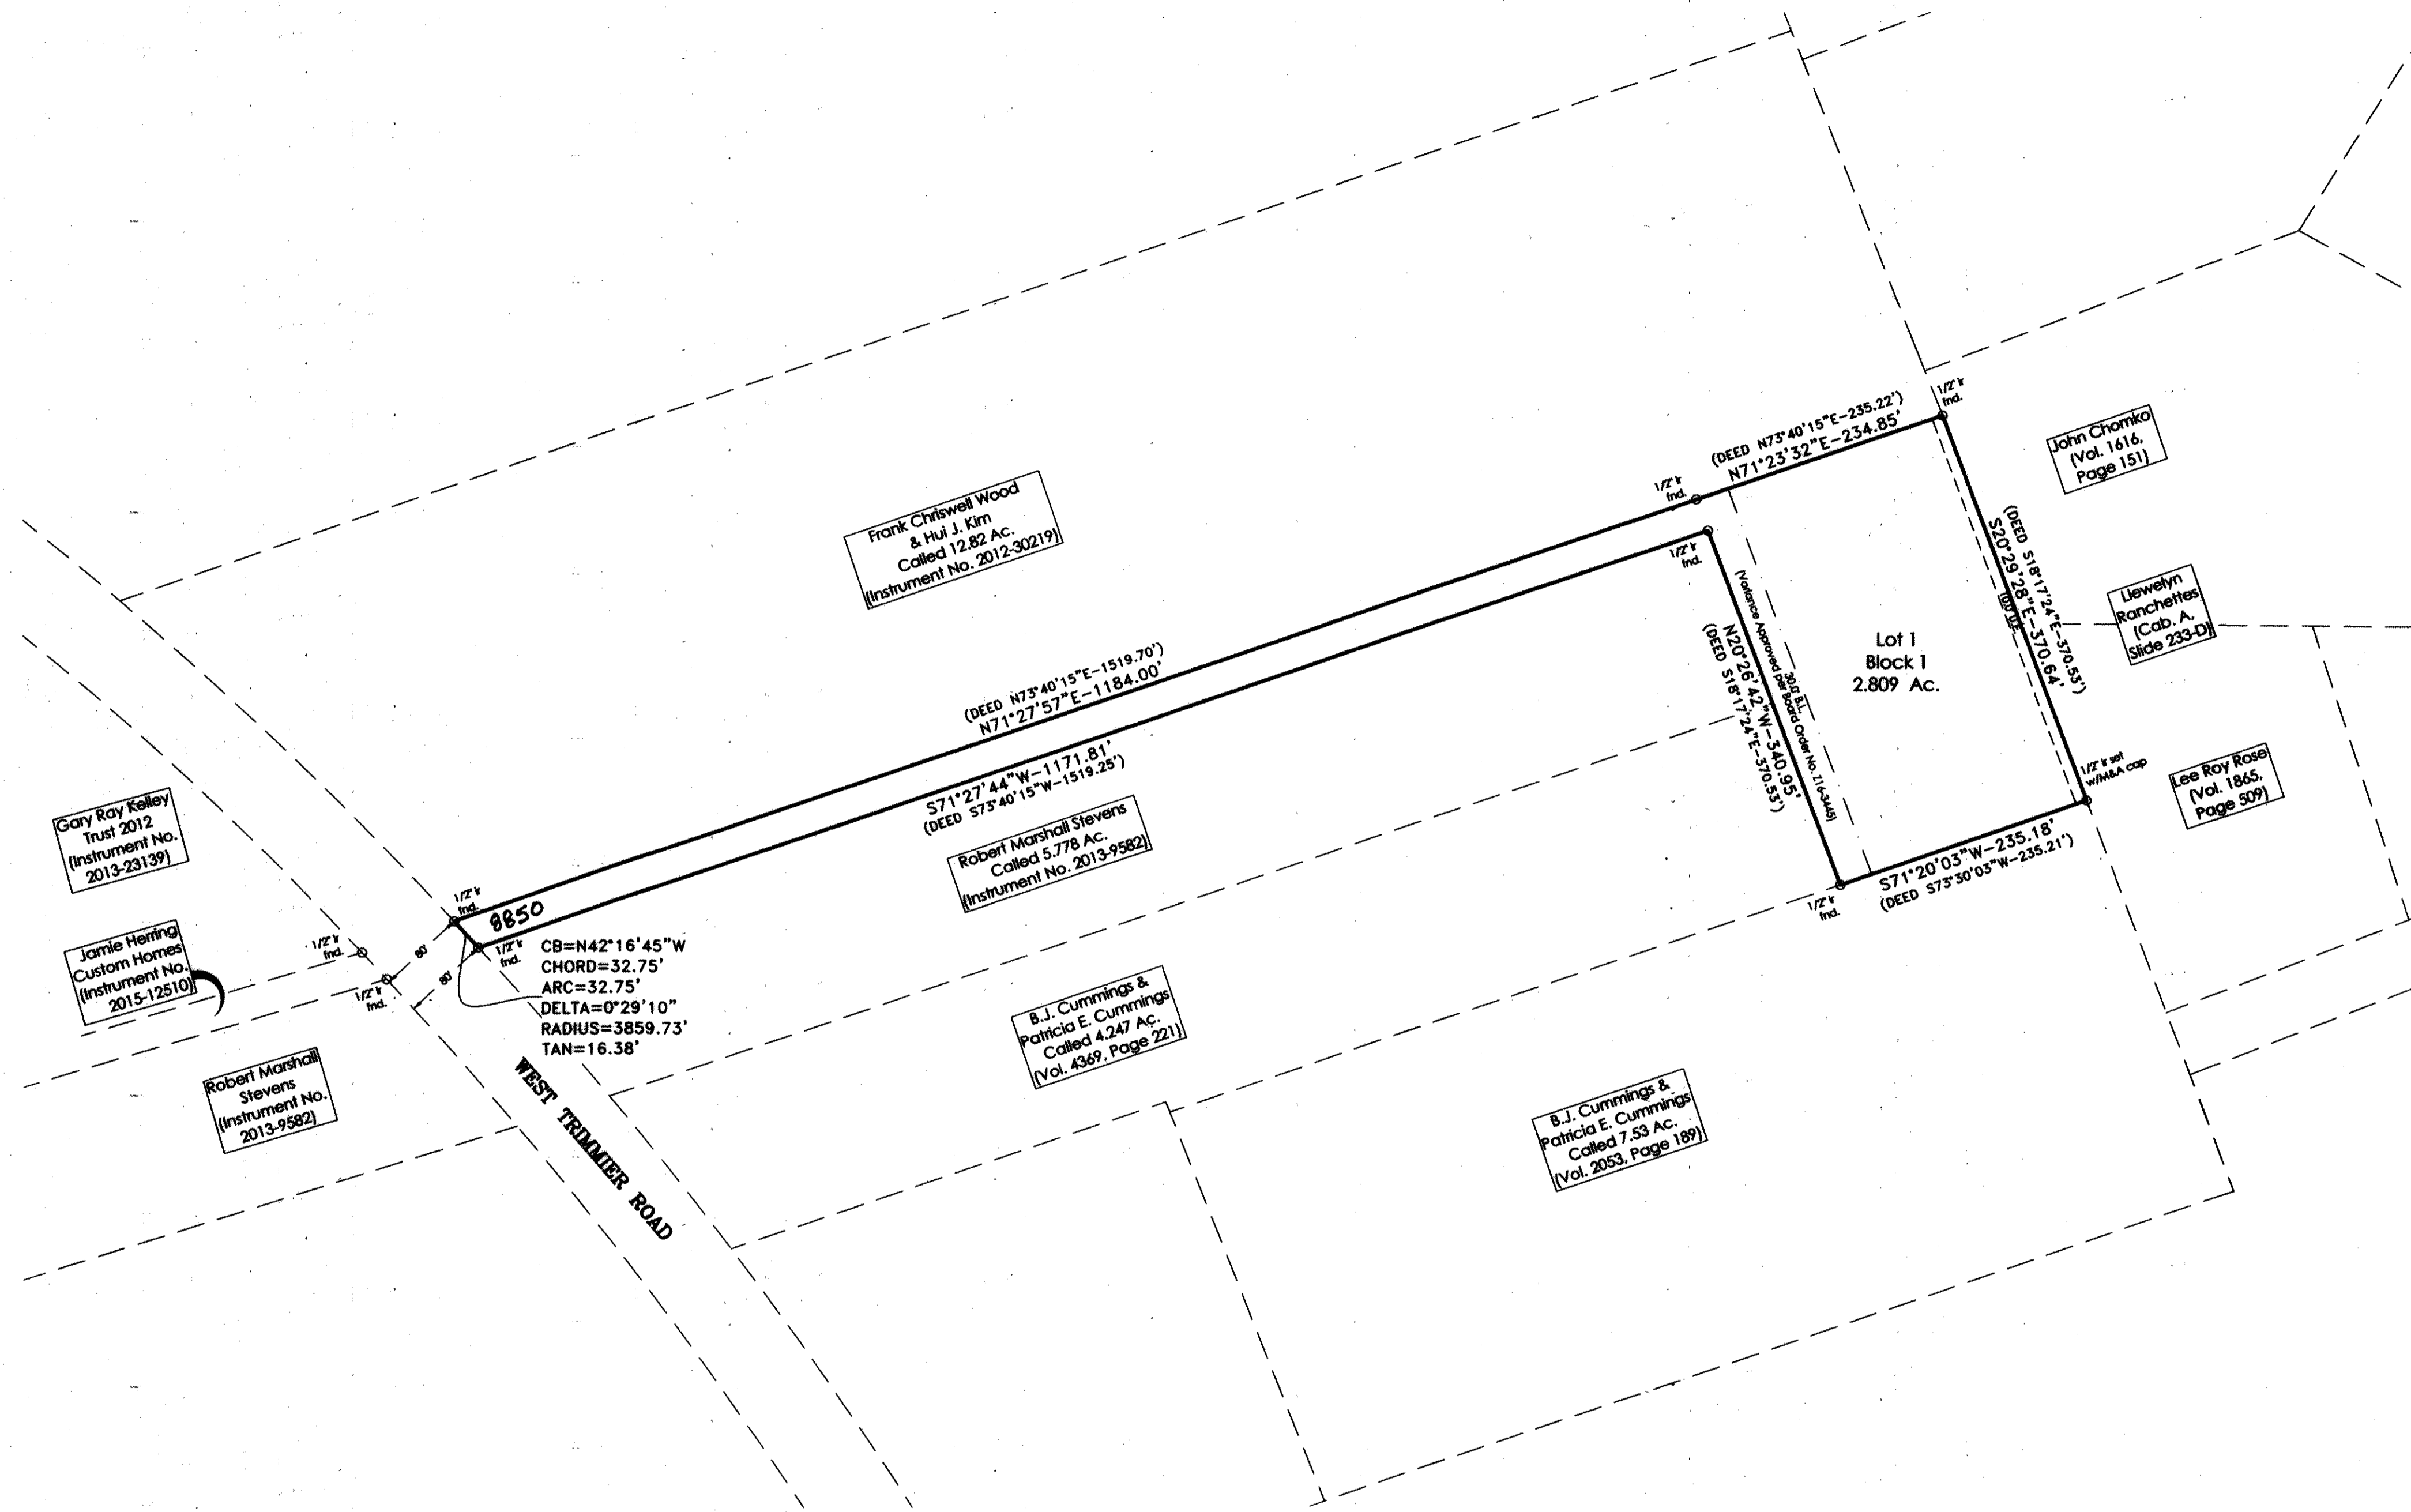 1/2" ir
fnd.
(DEED N73°40'15"E-235.22')
N71°23'32"E-234.85'
1/2" ir
fnd.
John Chomko
(Vol. 1616,
Page 151)
Frank Chriswell Wood
& Hui J. Kim
Called 12.82 Ac.
(Instrument No. 2012-30219)
1/2" ir
fnd.
(DEED S18°17'24"E-370.53')
S20°29'28"E-370.64'
Llewelyn
Ranchettes
(Cab. A,
Slide 233-D)
Lot 1
Block 1
2.809 Ac.
30.0' B.L.
(Variance Approved per Board Order No.
N20°26'42"W-340.95'
(DEED S18°17'24"E-370.53')
(DEED N73°40'15"E-1519.70')
N71°27'57"E-1184.00'
S71°27'44"W-1171.81'
(DEED S73°40'15"W-1519.25')
1/2" ir set
w/M&A cap
Lee Roy Rose
(Vol. 1865,
Page 509)
Gary Ray Kelley
Trust 2012
(Instrument No.
2013-23139)
Robert Marshall Stevens
Called 5.778 Ac.
(Instrument No. 2013-9582)
S71°20'03"W-235.18'
(DEED S73°30'03"W-235.21')
1/2" ir
fnd.
1/2" ir
fnd.
8850
1/2" ir
fnd.
1/2" ir
fnd.
80'
80'
1/2" ir
fnd.
Jamie Herring
Custom Homes
(Instrument No.
2015-12510)
CB=N42°16'45"W
CHORD=32.75'
ARC=32.75'
DELTA=0°29'10"
RADIUS=3859.73'
TAN=16.38'
B.J. Cummings &
Patricia E. Cummings
Called 4.247 Ac.
(Vol. 4369, Page 221)
Robert Marshall
Stevens
(Instrument No.
2013-9582)
WEST TRIMMIER ROAD
B.J. Cummings &
Patricia E. Cummings
Called 7.53 Ac.
(Vol. 2053, Page 189)